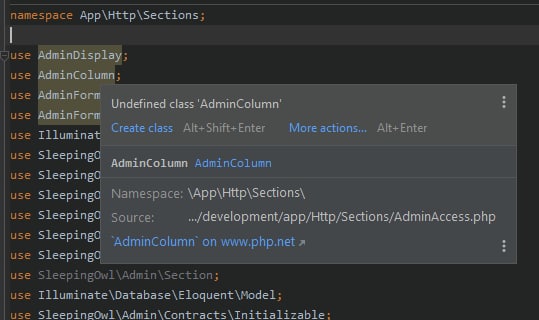 namespace App\Http\Sections;
use AdminDisplay;
use AdminColumn;
use AdminForm
use AdminForm
use Illuminat
use SleepingO
use SleepingO
use SleepingO
use SleepingO
use SleepingO
use SleepingO
use SleepingOwl\Admin\Section;
use Illuminate\Database\Eloquent\Model;
use SleepingOwl\Admin\Contracts\Initializable;
Undefined class 'AdminColumn'
Create class Alt+Shift+Enter More actions... Alt+Enter
AdminColumn AdminColumn
Namespace: \App\Http\Sections\
Source: .../development/app/Http/Sections/AdminAccess.php
`AdminColumn` on www.php.net